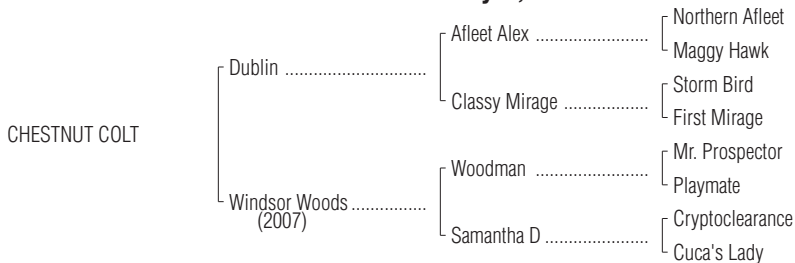 Northern Afleet
Afleet Alex ........................
Maggy Hawk
Dublin ..............................
Storm Bird
Classy Mirage ..................
First Mirage
CHESTNUT COLT
Mr. Prospector
Woodman ........................
Playmate
Windsor Woods ................
(2007)
Cryptoclearance
Samantha D ......................
Cuca's Lady